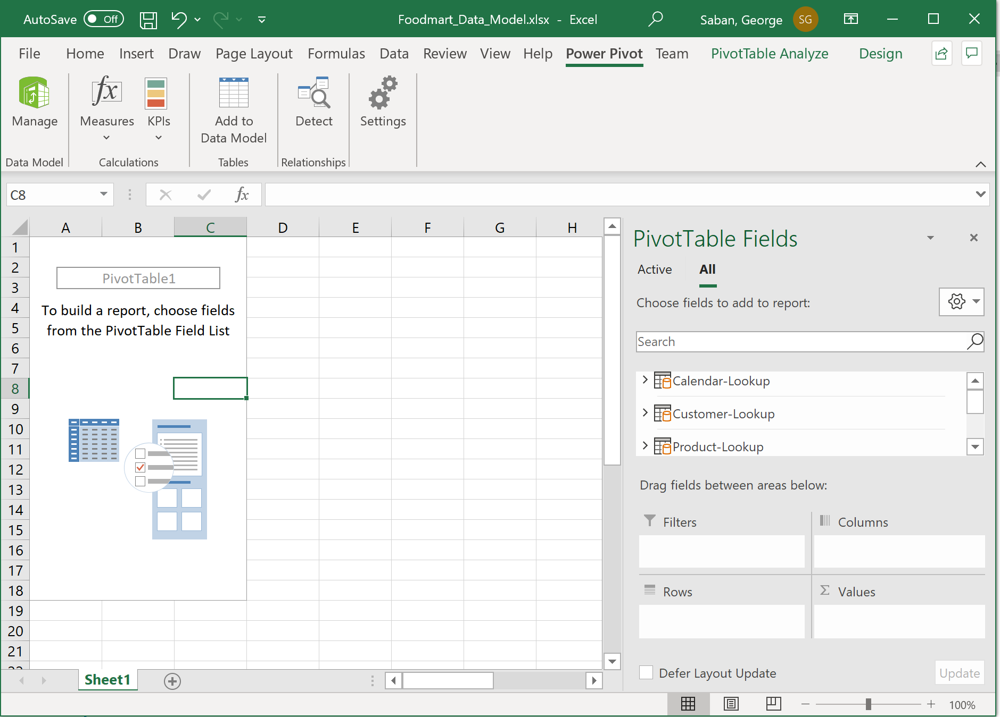 AutoSave Off Foodmart_Data_Model.xlsx - Excel Saban, George SG
File Home Insert Draw Page Layout Formulas Data Review View Help Power Pivot Team PivotTable Analyze Design
Manage Measures KPIs Add to Data Model Detect Settings
Data Model Calculations Tables Relationships
C8 fx
A B C D E F G H
1
2
3
4
5
6
7
8
9
10
11
12
13
14
15
16
17
18
19
20
21
22
PivotTable1
To build a report, choose fields
from the PivotTable Field List
PivotTable Fields
Active All
Choose fields to add to report:
Search
Calendar-Lookup
Customer-Lookup
Product-Lookup
Drag fields between areas below:
Filters Columns
Rows Σ Values
Defer Layout Update Update
Sheet1
100%